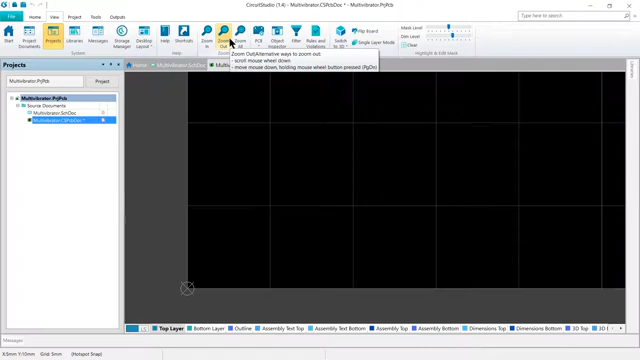 CircuitStudio (1.4) - Multivibrator.CSPcbDoc * - Multivibrator.PrjPcb.
File Home View Project Tools Outputs
Type here to search
Start Project Documents Projects Libraries Messages Storage Manager Desktop Layout
Help Shortcuts
Zoom In Zoom Out Zoom All PCB Object Inspector Filter Rules and Violations Switch to 3D
Flip Board
Single Layer Mode
Mask Level
Dim Level
Clear
Help
Highlight & Edit Mask
Zoom Out(Alternative ways to zoom out:
- scroll mouse wheel down
- move mouse down, holding mouse wheel button pressed (PgDn)
Projects
Home Multivibrator.SchDoc
Multivibrator.PrjPcb Project
Multivibrator.PrjPcb
Source Documents
Multivibrator.SchDoc
Multivibrator.CSPcbDoc *
Libraries
LS Top Layer Bottom Layer Outline Assembly Text Top Assembly Text Bottom Assembly Top Assembly Bottom Dimensions Top Dimensions Bottom 3D Top
Messages
X:5mm Y:10mm Grid: 5mm (Hotspot Snap)